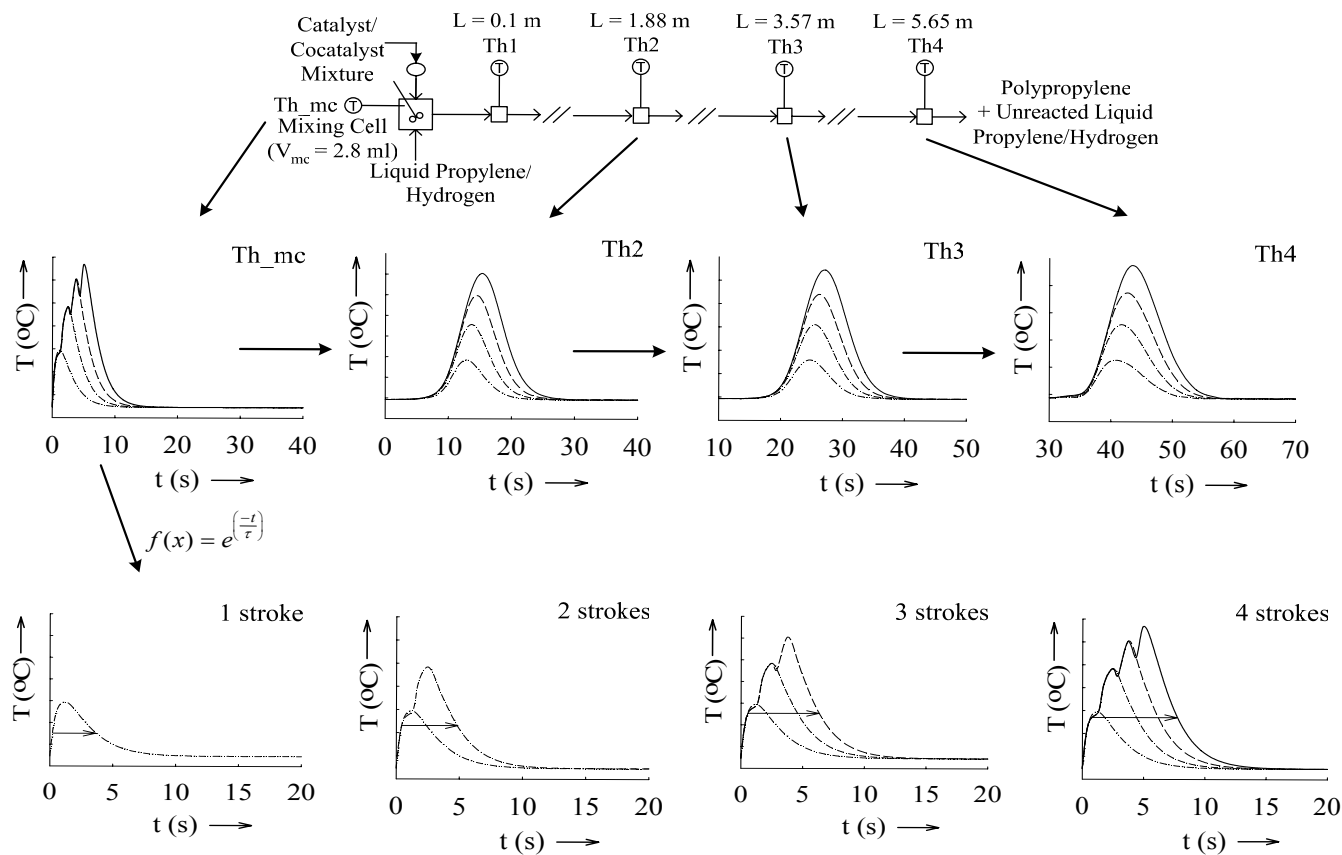 Catalyst/
Cocatalyst
Mixture
L = 0.1 m
Th1
L = 1.88 m
Th2
L = 3.57 m
Th3
L = 5.65 m
Th4
T
T
T
T
Th_mc T
Mixing Cell
(Vmc = 2.8 ml)
Liquid Propylene/
Hydrogen
Polypropylene
+ Unreacted Liquid
Propylene/Hydrogen
Th_mc
T (oC)
0 10 20 30 40
t (s)
Th2
T (oC)
0 10 20 30 40
t (s)
Th3
T (oC)
10 20 30 40 50
t (s)
Th4
T (oC)
30 40 50 60 70
t (s)
f(x) = e^(-t/τ)
1 stroke
T (oC)
0 5 10 15 20
t (s)
2 strokes
T (oC)
0 5 10 15 20
t (s)
3 strokes
T (oC)
0 5 10 15 20
t (s)
4 strokes
T (oC)
0 5 10 15 20
t (s)